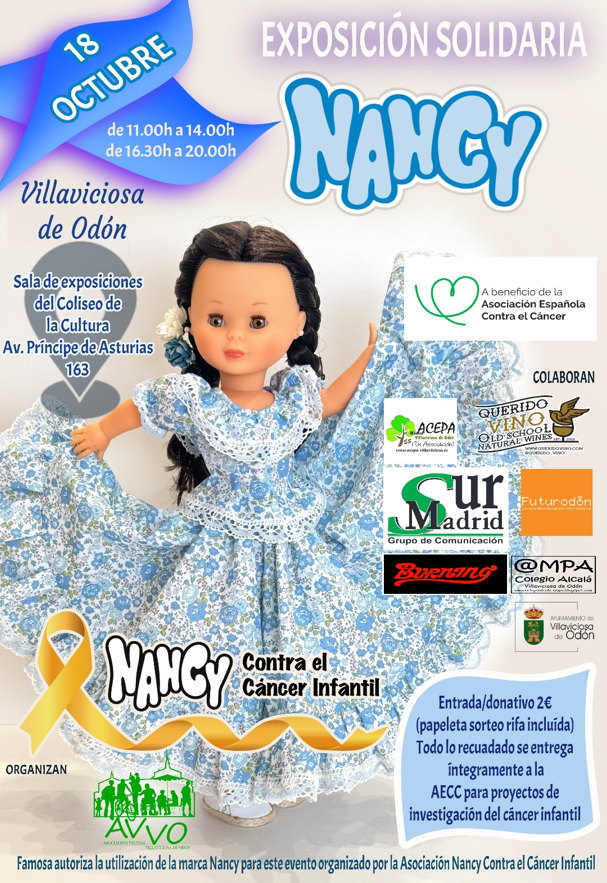 18
OCTUBRE
de 11.00h a 14.00h
de 16.30h a 20.00h
EXPOSICIÓN SOLIDARIA
NANCY
Villaviciosa
de Odón
Sala de exposiciones
del Coliseo de
la Cultura
Av. Príncipe de Asturias
163
A beneficio de la
Asociación Española
Contra el Cáncer
COLABORAN
ACEPA
Villaviciosa de Odón
¡Tu Asociación!
www.acepa-villaviciosa.es
QUERIDO
VINO
OLD SCHOOL
NATURAL WINES
WWW.QUERIDOVINO.COM
@QUERIDO.VINO
Sur
Madrid
Grupo de Comunicación
Futurodón
Burning
@MPA
Colegio Alcalá
Villaviciosa de Odón
AYUNTAMIENTO DE
Villaviciosa
de Odón
NANCY
Contra el
Cáncer Infantil
Entrada/donativo 2€
(papeleta sorteo rifa incluída)
Todo lo recuadado se entrega
íntegramente a la
AECC para proyectos de
investigación del cáncer infantil
ORGANIZAN
AVVO
ASOCIACIÓN VECINAL
VILLAVICIOSA DE ODÓN
Famosa autoriza la utilización de la marca Nancy para este evento organizado por la Asociación Nancy Contra el Cáncer Infantil